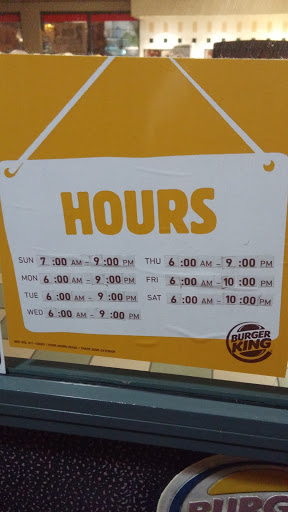 HOURS
SUN 7 :00 AM - 9 :00 PM
MON 6 :00 AM - 9 :00 PM
TUE 6 :00 AM - 9 :00 PM
WED 6 :00 AM - 9 :00 PM
THU 6 :00 AM - 9 :00 PM
FRI 6 :00 AM - 10 :00 PM
SAT 6 :00 AM - 10 :00 PM
BURGER
KING
BURG